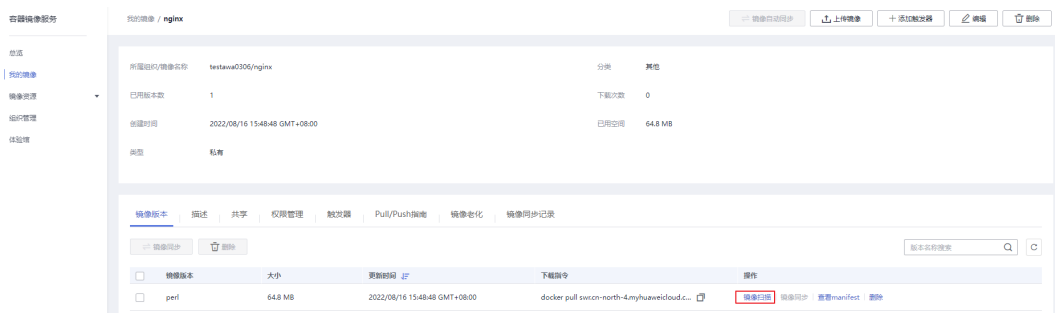 容器镜像服务
总览
我的镜像
镜像资源
组织管理
体验馆
我的镜像 / nginx
镜像自动同步 上传镜像 添加触发器 编辑 删除
所属组织/镜像名称 testawa0306/nginx 分类 其他
已用版本数 1 下载次数 0
创建时间 2022/08/16 15:48:48 GMT+08:00 已用空间 64.8 MB
类型 私有
镜像版本 描述 共享 权限管理 触发器 Pull/Push指南 镜像老化 镜像同步记录
镜像同步 删除 版本名称搜索
镜像版本 大小 更新时间 下载指令 操作
perl 64.8 MB 2022/08/16 15:48:48 GMT+08:00 docker pull swr.cn-north-4.myhuaweicloud.c... 镜像扫描 镜像同步 查看manifest 删除